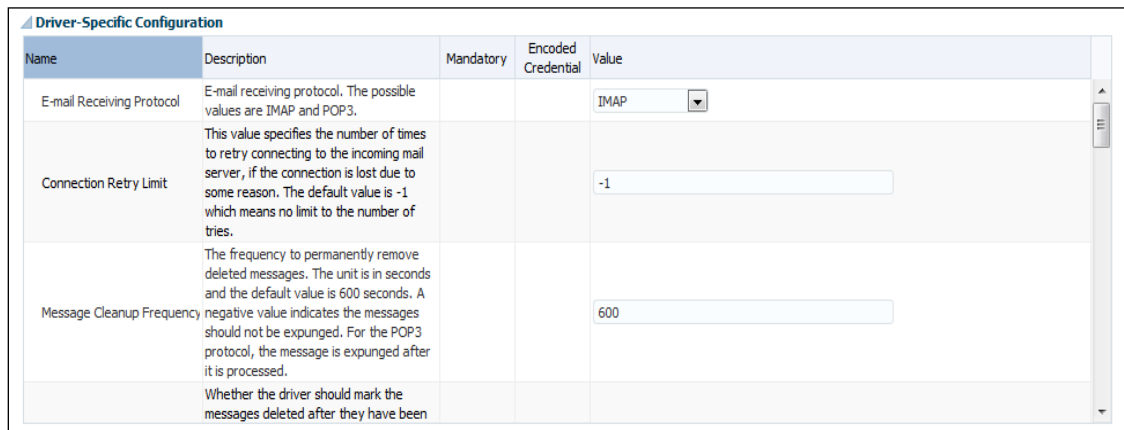 Driver-Specific Configuration
Name Description Mandatory Encoded Credential Value
E-mail Receiving Protocol
E-mail receiving protocol. The possible
values are IMAP and POP3.
IMAP
Connection Retry Limit
This value specifies the number of times
to retry connecting to the incoming mail
server, if the connection is lost due to
some reason. The default value is -1
which means no limit to the number of
tries.
-1
Message Cleanup Frequency
The frequency to permanently remove
deleted messages. The unit is in seconds
and the default value is 600 seconds. A
negative value indicates the messages
should not be expunged. For the POP3
protocol, the message is expunged after
it is processed.
600
Whether the driver should mark the
messages deleted after they have been